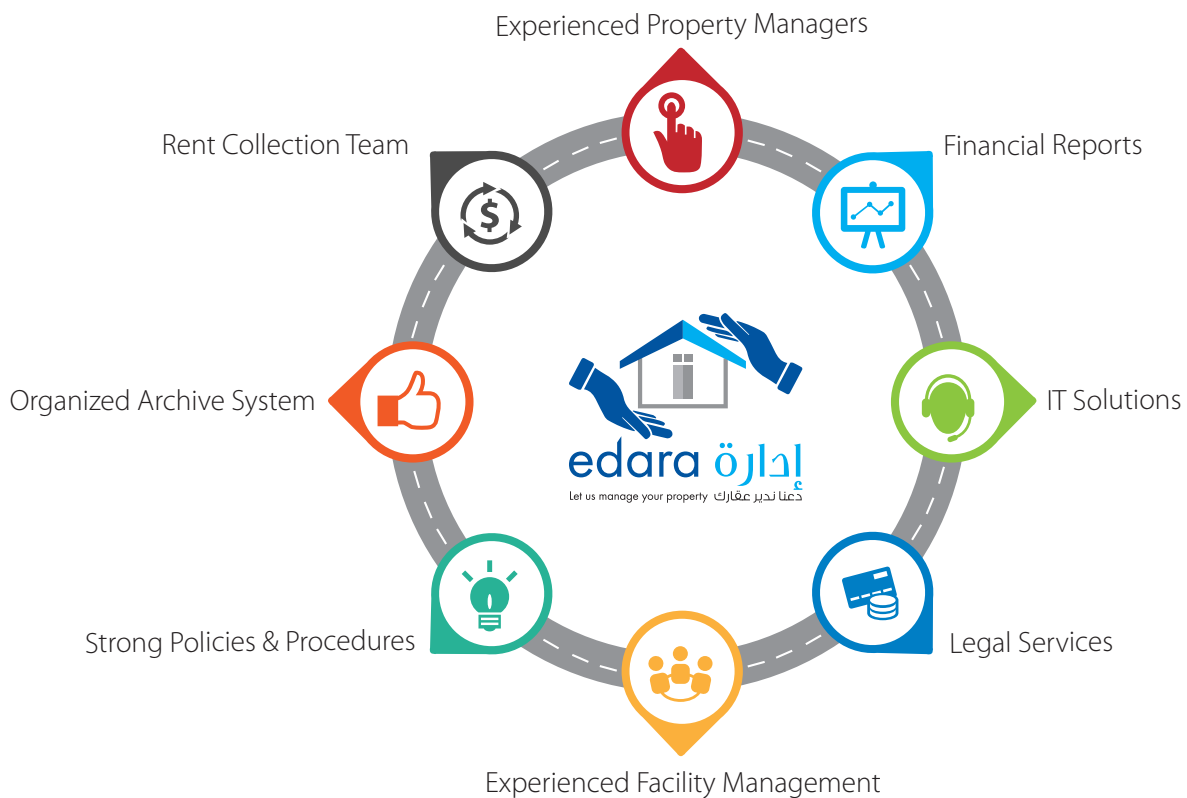 Experienced Property Managers
Rent Collection Team
Financial Reports
Organized Archive System
IT Solutions
edara إدارة
Let us manage your property دعنا ندير عقارك
Strong Policies & Procedures
Legal Services
Experienced Facility Management